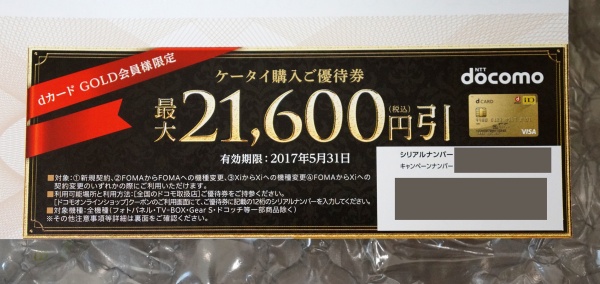 dカード GOLD会員様限定
ケータイ購入ご優待券
NTT
docomo
最大21,600円引
(税込)
d CARD
iD
VISA
有効期限：2017年5月31日
シリアルナンバー
キャンペーンナンバー
■対象：①新規契約、②FOMAからFOMAへの機種変更、③XiからXiへの機種変更④FOMAからXiへの
契約変更のいずれかの際にご利用いただけます。
■利用可能場所と利用方法：[全国のドコモ取扱店]ご優待券をご持参ください。
[ドコモオンラインショップ]クーポンのご利用画面にて、ご優待券に記載の12桁のシリアルナンバーを入力してください。
■対象機種：全機種(フォトパネル・TV-BOX・Gear S・ドコッチ等一部商品除く)
※その他注意事項等詳細は裏面をご確認ください。